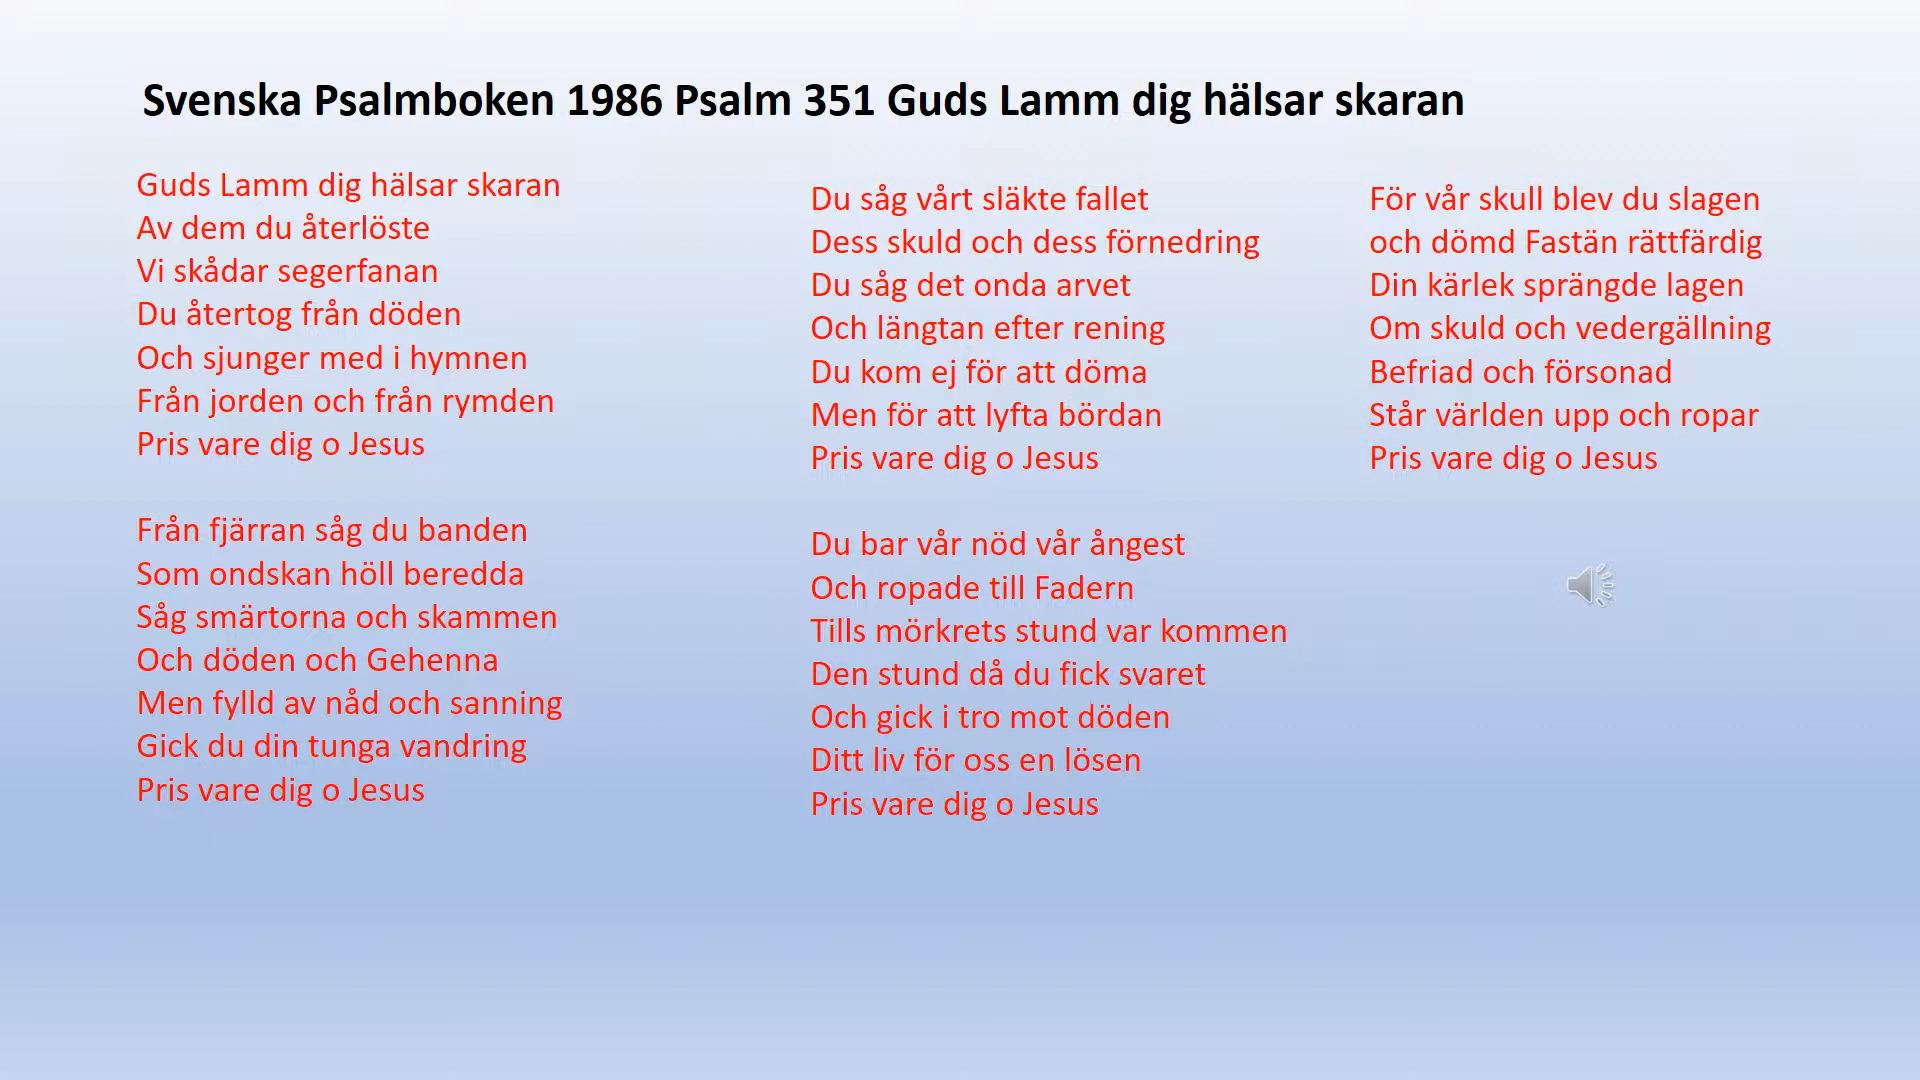 Svenska Psalmboken 1986 Psalm 351 Guds Lamm dig hälsar skaran
Guds Lamm dig hälsar skaran
Av dem du återlöste
Vi skådar segerfanan
Du återtog från döden
Och sjunger med i hymnen
Från jorden och från rymden
Pris vare dig o Jesus
Från fjärran såg du banden
Som ondskan höll beredda
Såg smärtorna och skammen
Och döden och Gehenna
Men fylld av nåd och sanning
Gick du din tunga vandring
Pris vare dig o Jesus
Du såg vårt släkte fallet
Dess skuld och dess förnedring
Du såg det onda arvet
Och längtan efter rening
Du kom ej för att döma
Men för att lyfta bördan
Pris vare dig o Jesus
Du bar vår nöd vår ångest
Och ropade till Fadern
Tills mörkrets stund var kommen
Den stund då du fick svaret
Och gick i tro mot döden
Ditt liv för oss en lösen
Pris vare dig o Jesus
För vår skull blev du slagen
och dömd Fastän rättfärdig
Din kärlek sprängde lagen
Om skuld och vedergällning
Befriad och försonad
Står världen upp och ropar
Pris vare dig o Jesus